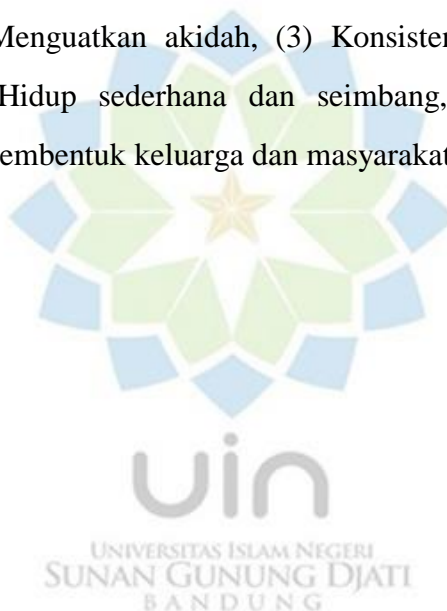 Menguatkan akidah, (3) Konsisten
Hidup sederhana dan seimbang,
embentuk keluarga dan masyarakat
uin
UNIVERSITAS ISLAM NEGERI
SUNAN GUNUNG DJATI
BANDUNG